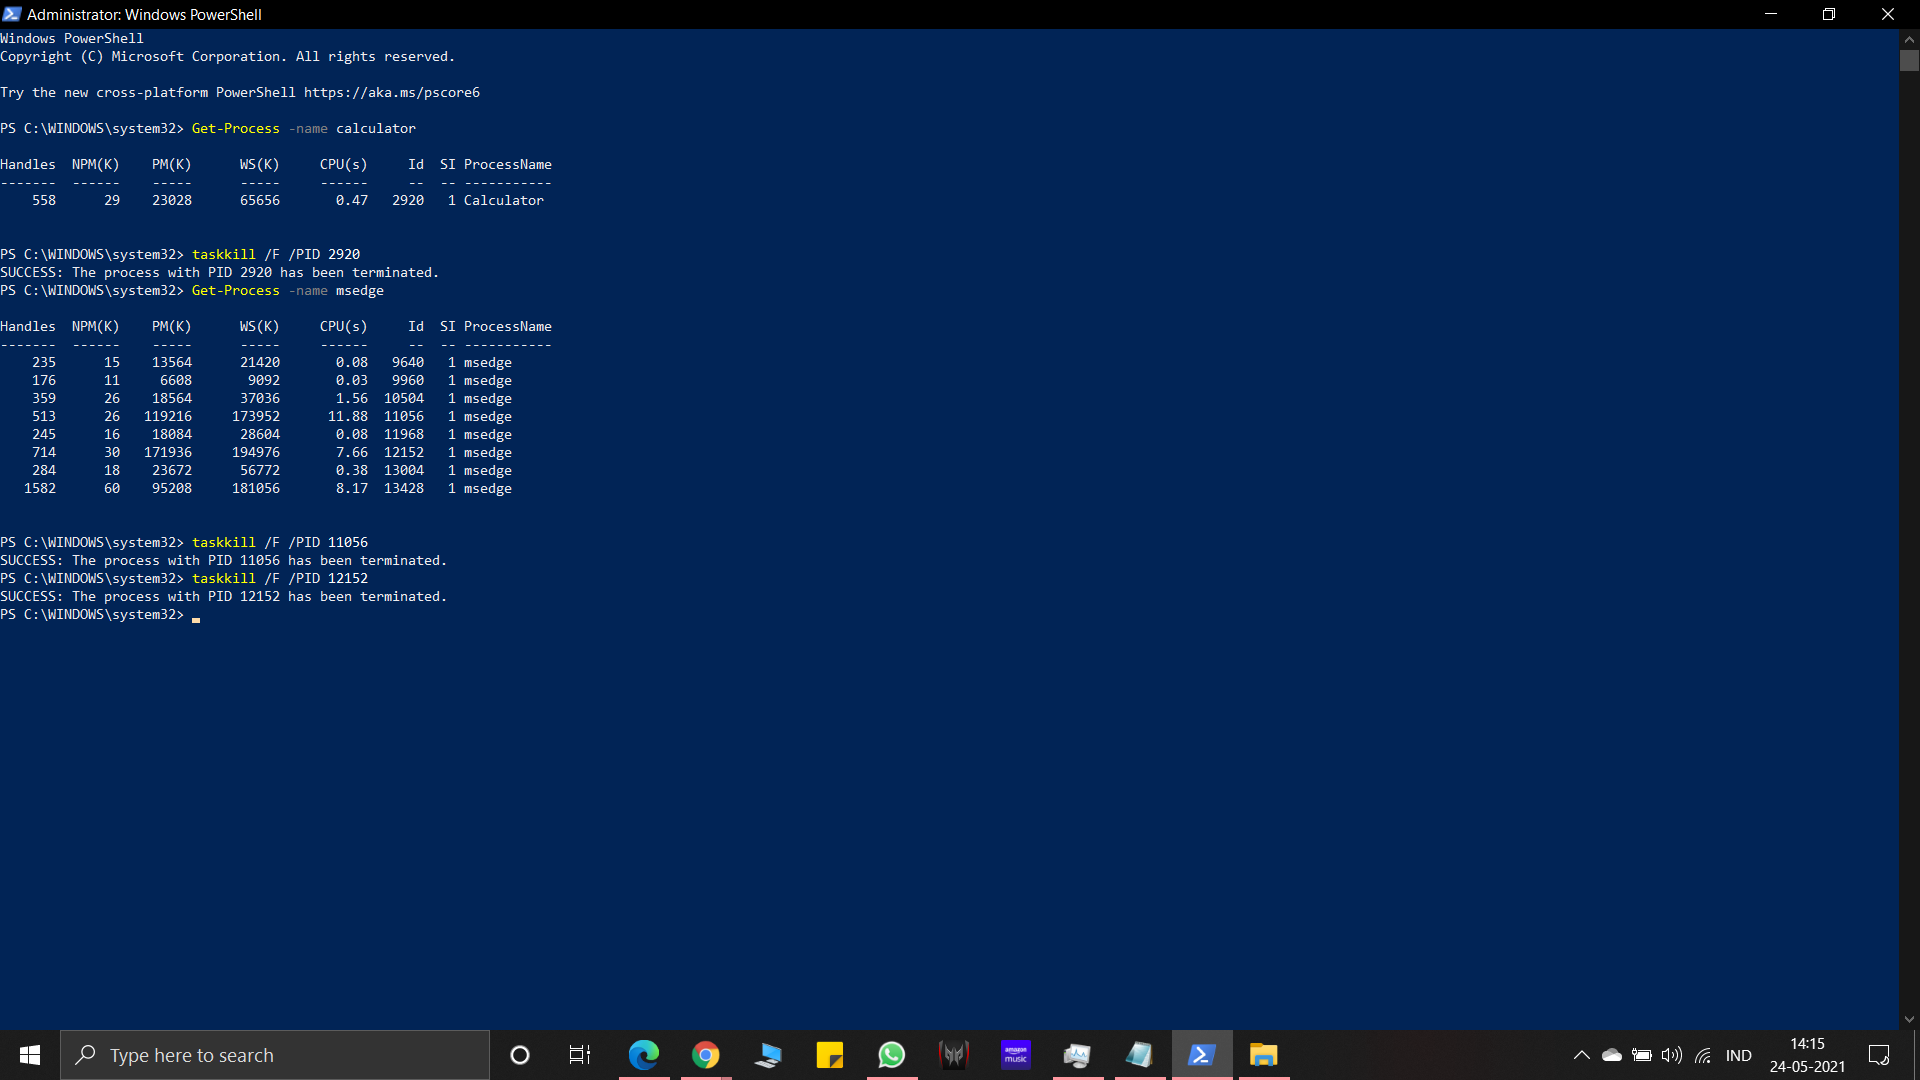 Administrator: Windows PowerShell
Windows PowerShell
Copyright (C) Microsoft Corporation. All rights reserved.
Try the new cross-platform PowerShell https://aka.ms/pscore6
PS C:\WINDOWS\system32> Get-Process -name calculator
Handles  NPM(K)    PM(K)      WS(K)     CPU(s)     Id  SI ProcessName
-------  ------    -----      -----     ------     --  -- -----------
    558      29    23028      65656       0.47   2920   1 Calculator
PS C:\WINDOWS\system32> taskkill /F /PID 2920
SUCCESS: The process with PID 2920 has been terminated.
PS C:\WINDOWS\system32> Get-Process -name msedge
Handles  NPM(K)    PM(K)      WS(K)     CPU(s)     Id  SI ProcessName
-------  ------    -----      -----     ------     --  -- -----------
    235      15    13564      21420       0.08   9640   1 msedge
    176      11     6608       9092       0.03   9960   1 msedge
    359      26    18564      37036       1.56  10504   1 msedge
    513      26   119216     173952      11.88  11056   1 msedge
    245      16    18084      28604       0.08  11968   1 msedge
    714      30   171936     194976       7.66  12152   1 msedge
    284      18    23672      56772       0.38  13004   1 msedge
   1582      60    95208     181056       8.17  13428   1 msedge
PS C:\WINDOWS\system32> taskkill /F /PID 11056
SUCCESS: The process with PID 11056 has been terminated.
PS C:\WINDOWS\system32> taskkill /F /PID 12152
SUCCESS: The process with PID 12152 has been terminated.
PS C:\WINDOWS\system32>
Type here to search
amazon
music
IND
14:15
24-05-2021